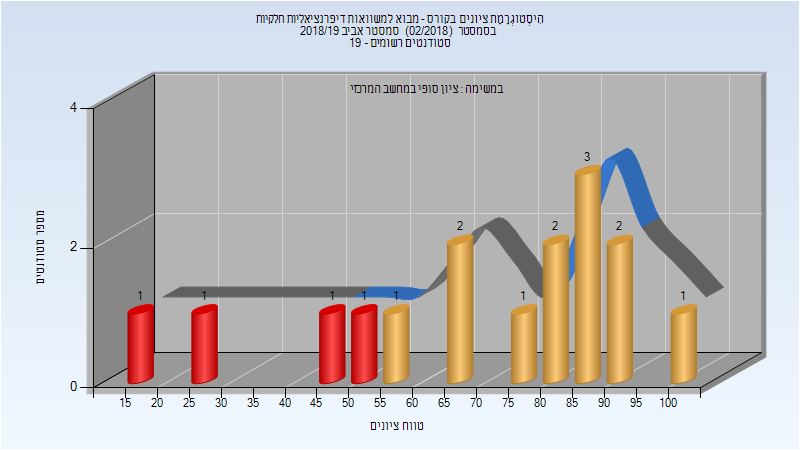 היסטוגרמת ציונים בקורס - מבוא למשוואות דיפרנציאליות חלקיות
בסמסטר (02/2018) סמסטר אביב 2018/19
סטודנטים רשומים - 19
במשימה : ציון סופי במחשב המרכזי
4
2
0
מספר סטודנטים
1
1
1
1
1
2
1
2
3
2
1
15 20 25 30 35 40 45 50 55 60 65 70 75 80 85 90 95 100
טווח ציונים